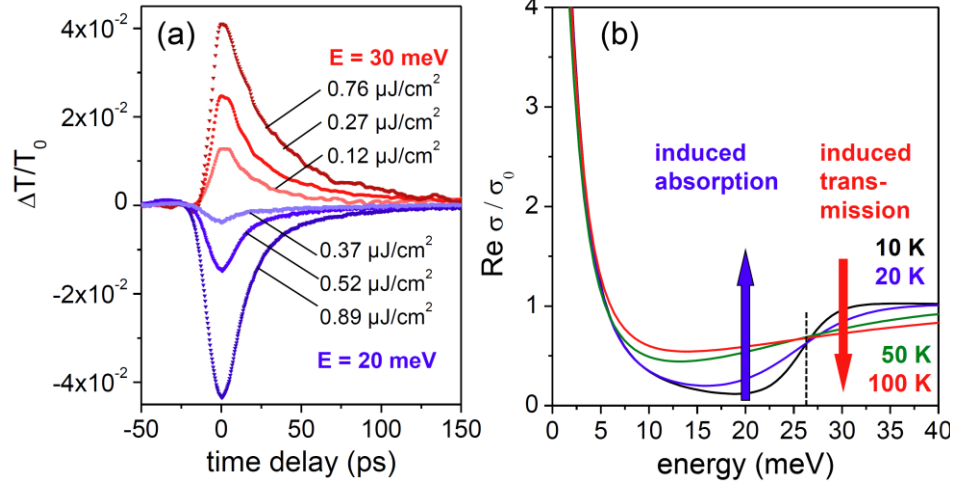 (a)
E = 30 meV
0.76 µJ/cm²
0.27 µJ/cm²
0.12 µJ/cm²
0.37 µJ/cm²
0.52 µJ/cm²
0.89 µJ/cm²
E = 20 meV
ΔT/T₀
4x10⁻²
2x10⁻²
0
-2x10⁻²
-4x10⁻²
-50
0
50
100
150
time delay (ps)
(b)
induced
absorption
induced
trans-
mission
10 K
20 K
50 K
100 K
Re σ / σ₀
4
3
2
1
0
0
5
10
15
20
25
30
35
40
energy (meV)